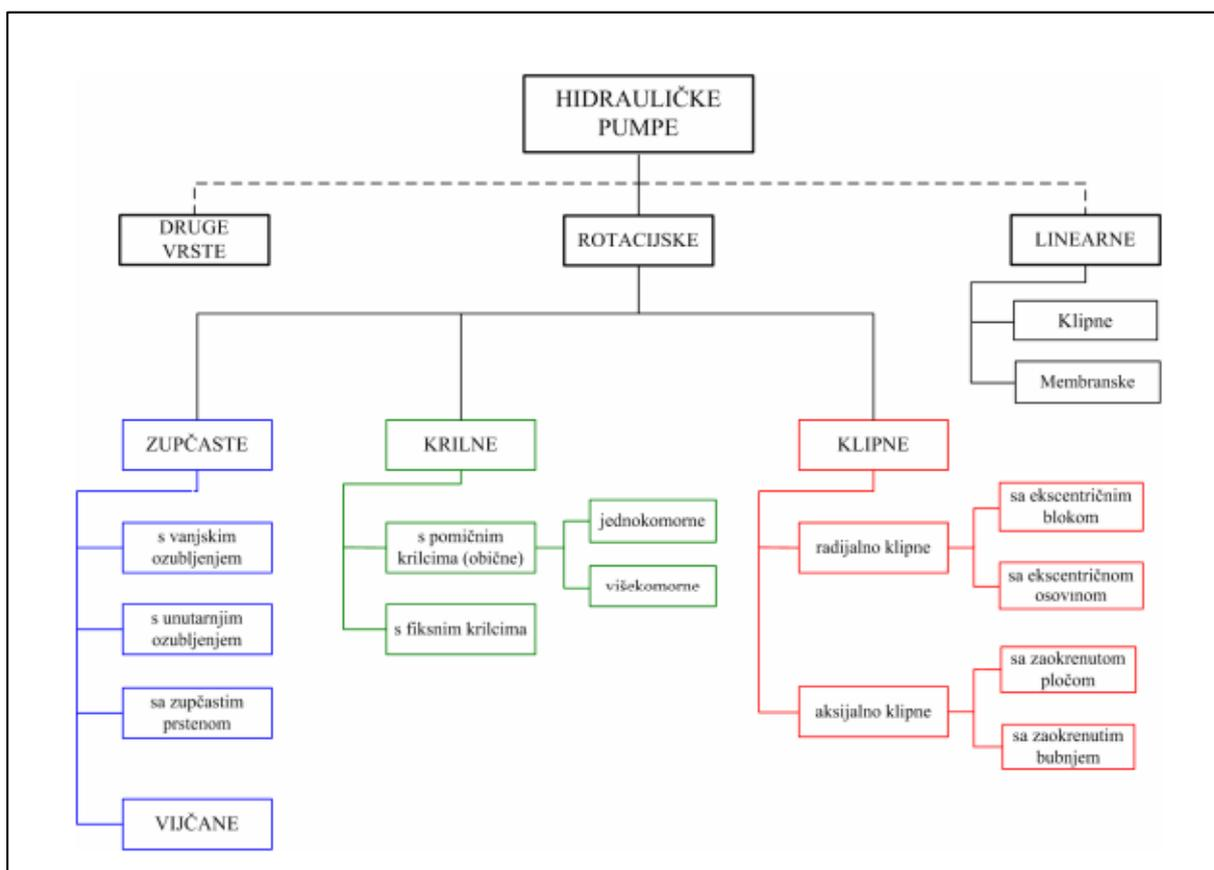 HIDRAULIČKE
PUMPE
DRUGE
VRSTE
ROTACIJSKE
LINEARNE
Klipne
Membranske
ZUPČASTE
KRILNE
KLIPNE
s vanjskim
ozubljenjem
s unutarnjim
ozubljenjem
sa zupčastim
prstenom
VIJČANE
s pomičnim
krilcima (obične)
jednokomorne
višekomorne
s fiksnim krilcima
radijalno klipne
sa ekscentričnim
blokom
sa ekscentričnom
osovinom
aksijalno klipne
sa zaokrenutom
pločom
sa zaokrenutim
bubnjem